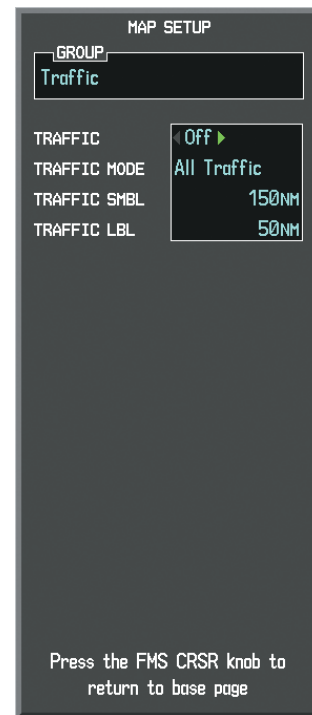 MAP SETUP
GROUP
Traffic
TRAFFIC Off
TRAFFIC MODE All Traffic
TRAFFIC SMBL 150NM
TRAFFIC LBL 50NM
Press the FMS CRSR knob to
return to base page